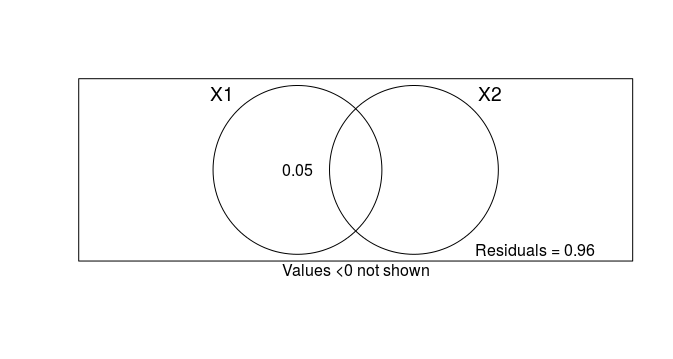 X1
X2
0.05
Residuals = 0.96
Values <0 not shown